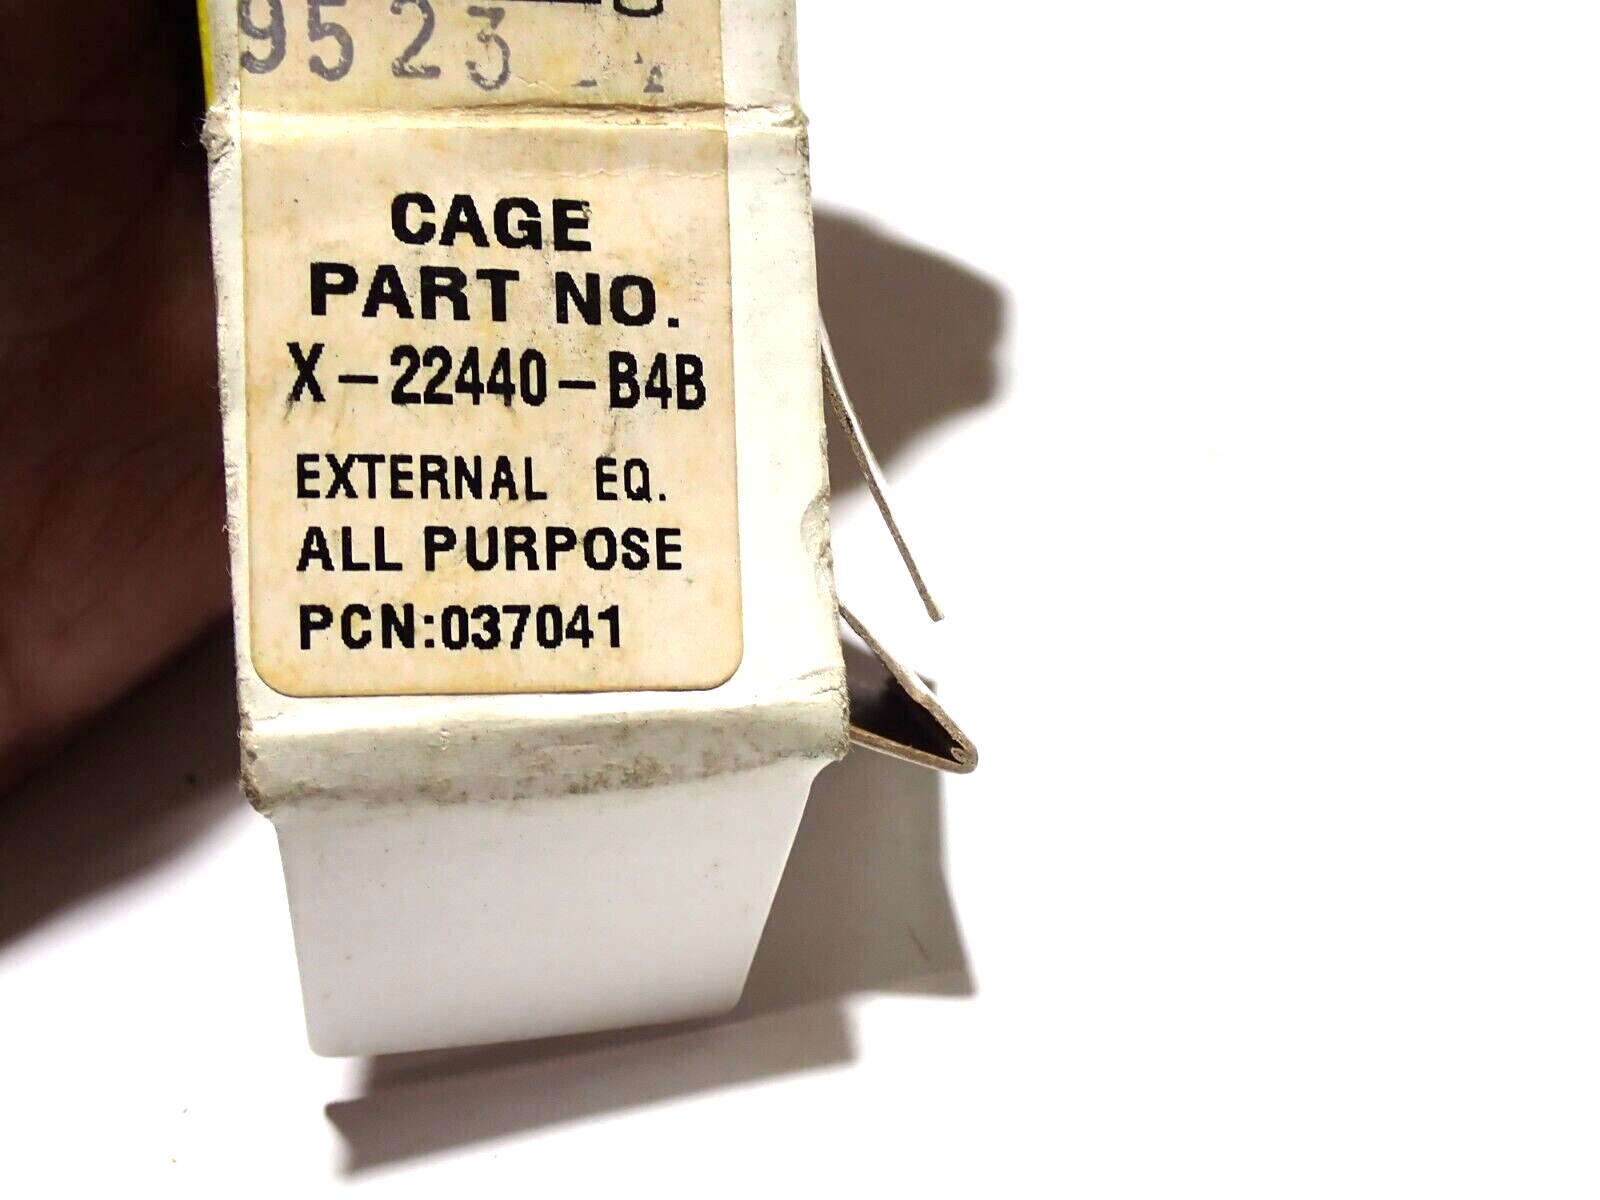 9523
CAGE
PART NO.
X-22440-B4B
EXTERNAL EQ.
ALL PURPOSE
PCN:037041